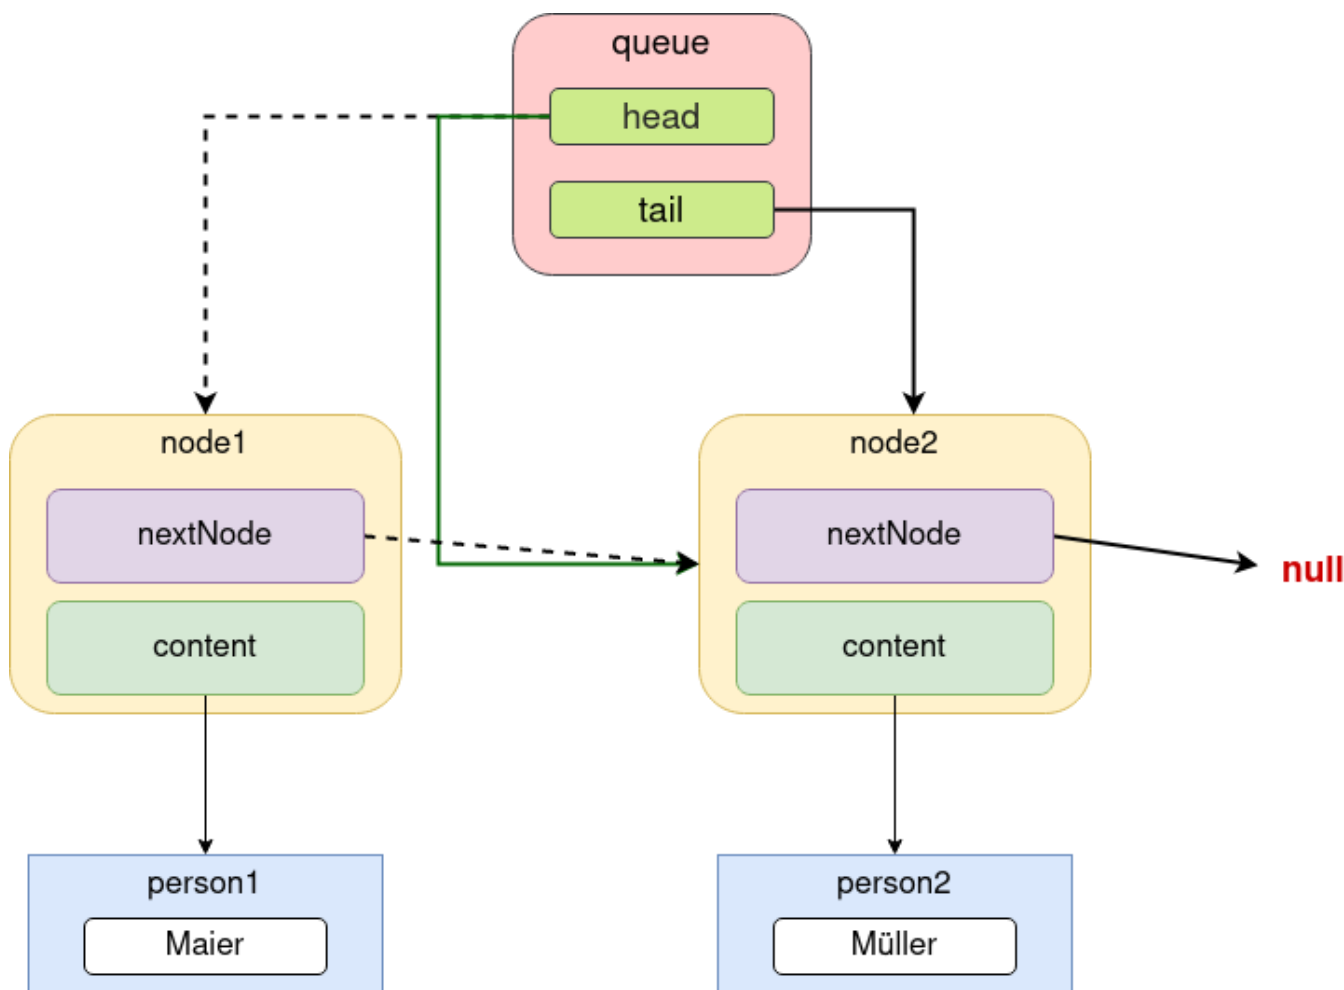 queue
head
tail
node1
nextNode
content
node2
nextNode
content
null
person1
Maier
person2
Müller